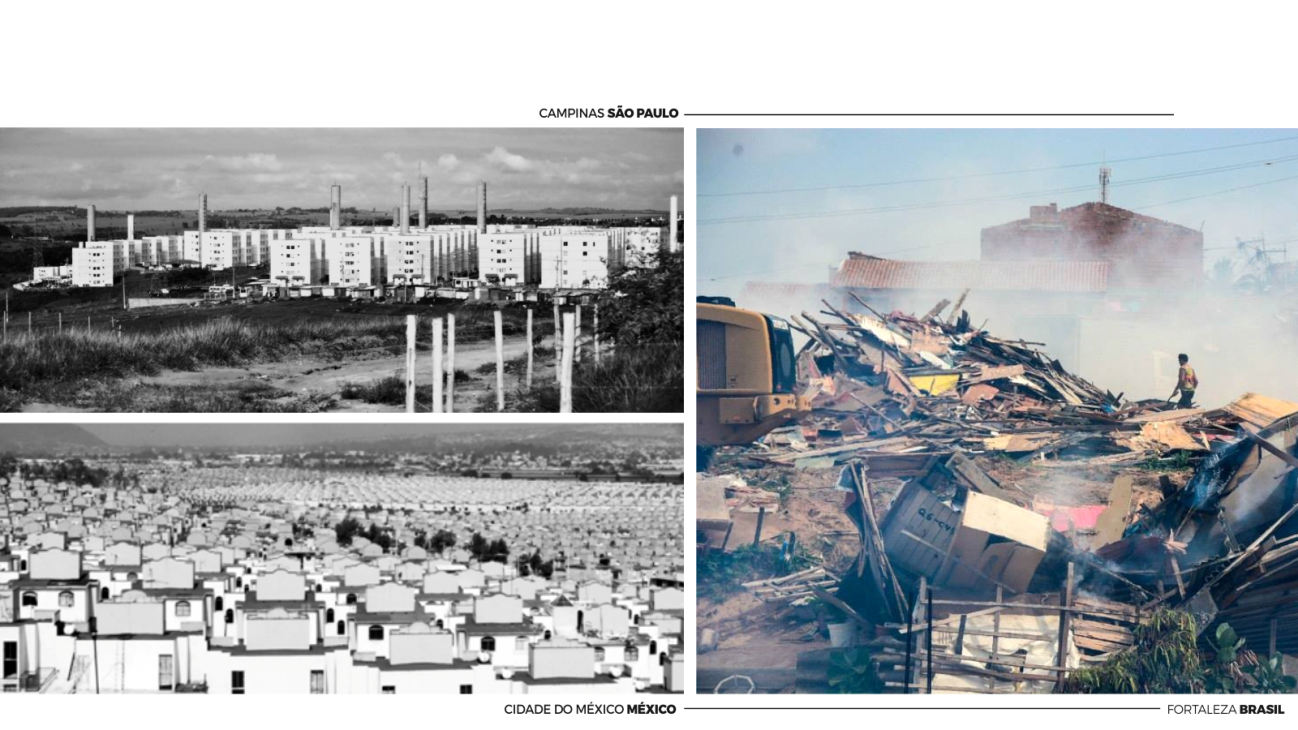 CAMPINAS SÃO PAULO
CIDADE DO MÉXICO MÉXICO
FORTALEZA BRASIL